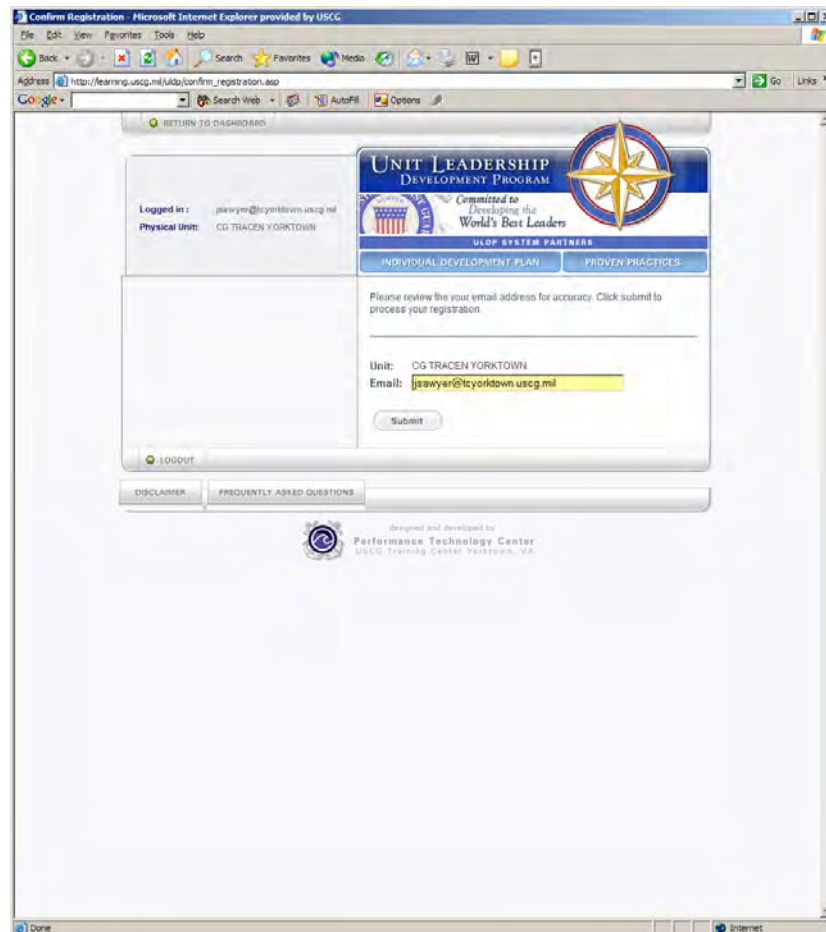 Confirm Registration - Microsoft Internet Explorer provided by USCG
File Edit View Favorites Tools Help
Back Search Favorites Media
Address http://learning.uscg.mil/uldp/confirm_registration.asp Go Links
Google Search Web AutoFill Options
RETURN TO DASHBOARD
UNIT LEADERSHIP
DEVELOPMENT PROGRAM
Committed to
Developing the
World's Best Leaders
ULDP SYSTEM PARTNERS
INDIVIDUAL DEVELOPMENT PLAN PROVEN PRACTICES
Logged in : jsawyer@tcyorktown.uscg.mil
Physical Unit: CG TRACEN YORKTOWN
Please review the your email address for accuracy. Click submit to
process your registration.
Unit: CG TRACEN YORKTOWN
Email: jsawyer@tcyorktown.uscg.mil
Submit
LOGOUT
DISCLAIMER FREQUENTLY ASKED QUESTIONS
designed and developed by
Performance Technology Center
USCG Training Center Yorktown, VA
Done Internet